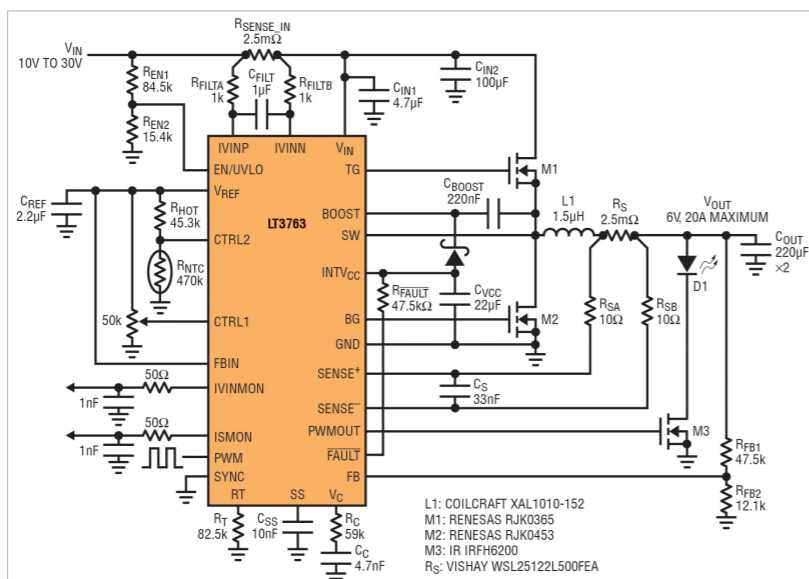 RSENSE_IN
2.5mΩ
VIN
10V TO 30V
REN1
84.5k
RFILTA
1k
CFILT
1µF
RFILTB
1k
CIN1
4.7µF
CIN2
100µF
REN2
15.4k
IVINP
IVINN
VIN
EN/UVLO
TG
M1
CREF
2.2µF
VREF
LT3763
RHOT
45.3k
BOOST
CBOOST
220nF
L1
1.5µH
RS
2.5mΩ
VOUT
6V, 20A MAXIMUM
CTRL2
SW
COUT
220µF
×2
RNTC
470k
INTVCC
RFAULT
47.5kΩ
CVCC
22µF
D1
50k
CTRL1
BG
M2
RSA
10Ω
RSB
10Ω
GND
FBIN
SENSE+
50Ω
IVINMON
1nF
CS
33nF
SENSE−
50Ω
ISMON
1nF
PWMOUT
M3
PWM
FAULT
RFB1
47.5k
SYNC
FB
RT
SS
VC
RFB2
12.1k
RT
82.5k
CSS
10nF
RC
59k
CC
4.7nF
L1: COILCRAFT XAL1010-152
M1: RENESAS RJK0365
M2: RENESAS RJK0453
M3: IR IRFH6200
RS: VISHAY WSL25122L500FEA